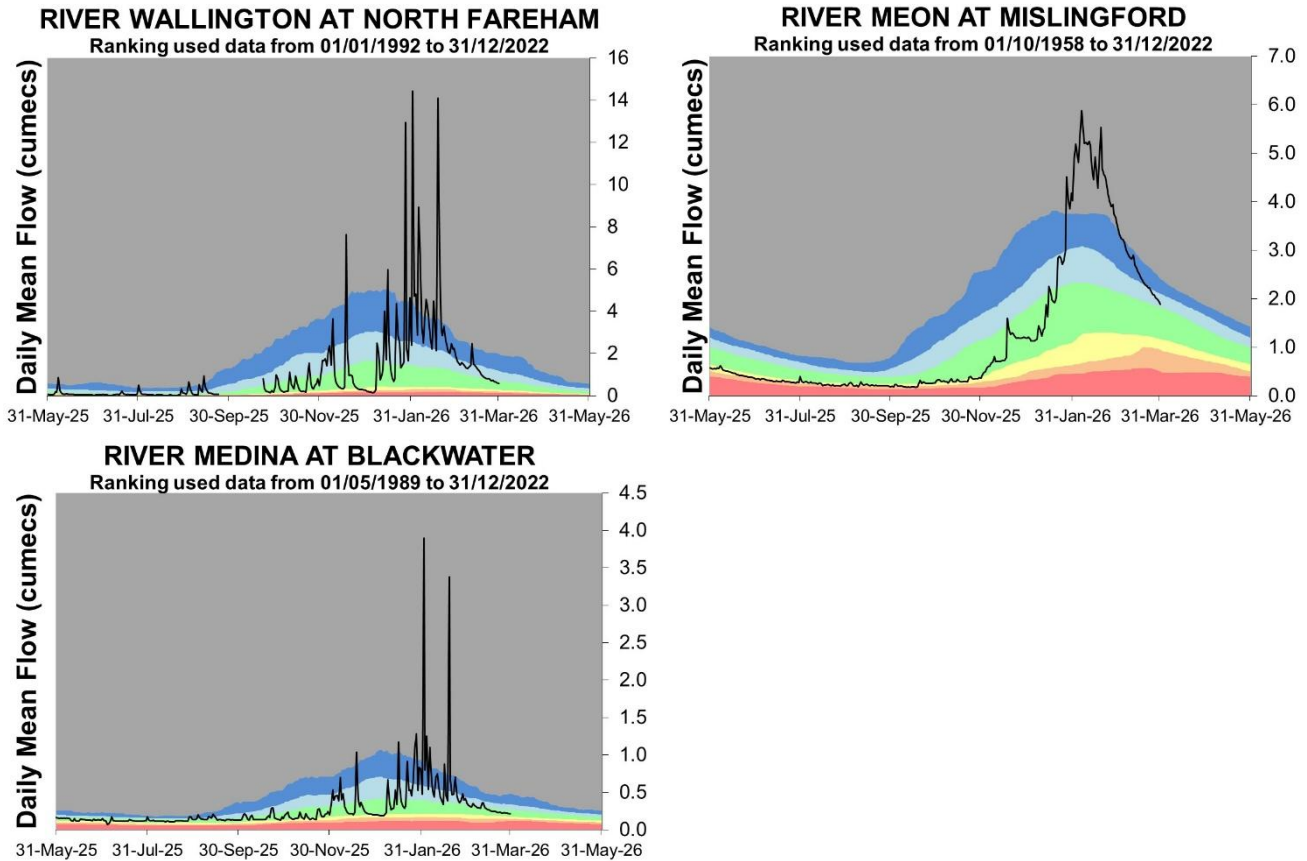 RIVER WALLINGTON AT NORTH FAREHAM
Ranking used data from 01/01/1992 to 31/12/2022
Daily Mean Flow (cumecs)
16
14
12
10
8
6
4
2
0
31-May-25 31-Jul-25 30-Sep-25 30-Nov-25 31-Jan-26 31-Mar-26 31-May-26
RIVER MEON AT MISLINGFORD
Ranking used data from 01/10/1958 to 31/12/2022
Daily Mean Flow (cumecs)
7.0
6.0
5.0
4.0
3.0
2.0
1.0
0.0
31-May-25 31-Jul-25 30-Sep-25 30-Nov-25 31-Jan-26 31-Mar-26 31-May-26
RIVER MEDINA AT BLACKWATER
Ranking used data from 01/05/1989 to 31/12/2022
Daily Mean Flow (cumecs)
4.5
4.0
3.5
3.0
2.5
2.0
1.5
1.0
0.5
0.0
31-May-25 31-Jul-25 30-Sep-25 30-Nov-25 31-Jan-26 31-Mar-26 31-May-26